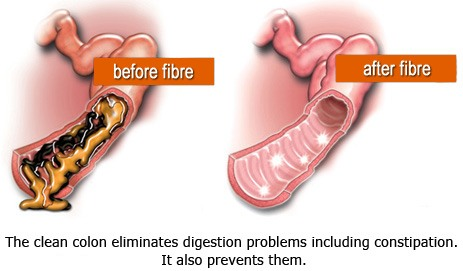 before fibre
after fibre
The clean colon eliminates digestion problems including constipation.
It also prevents them.